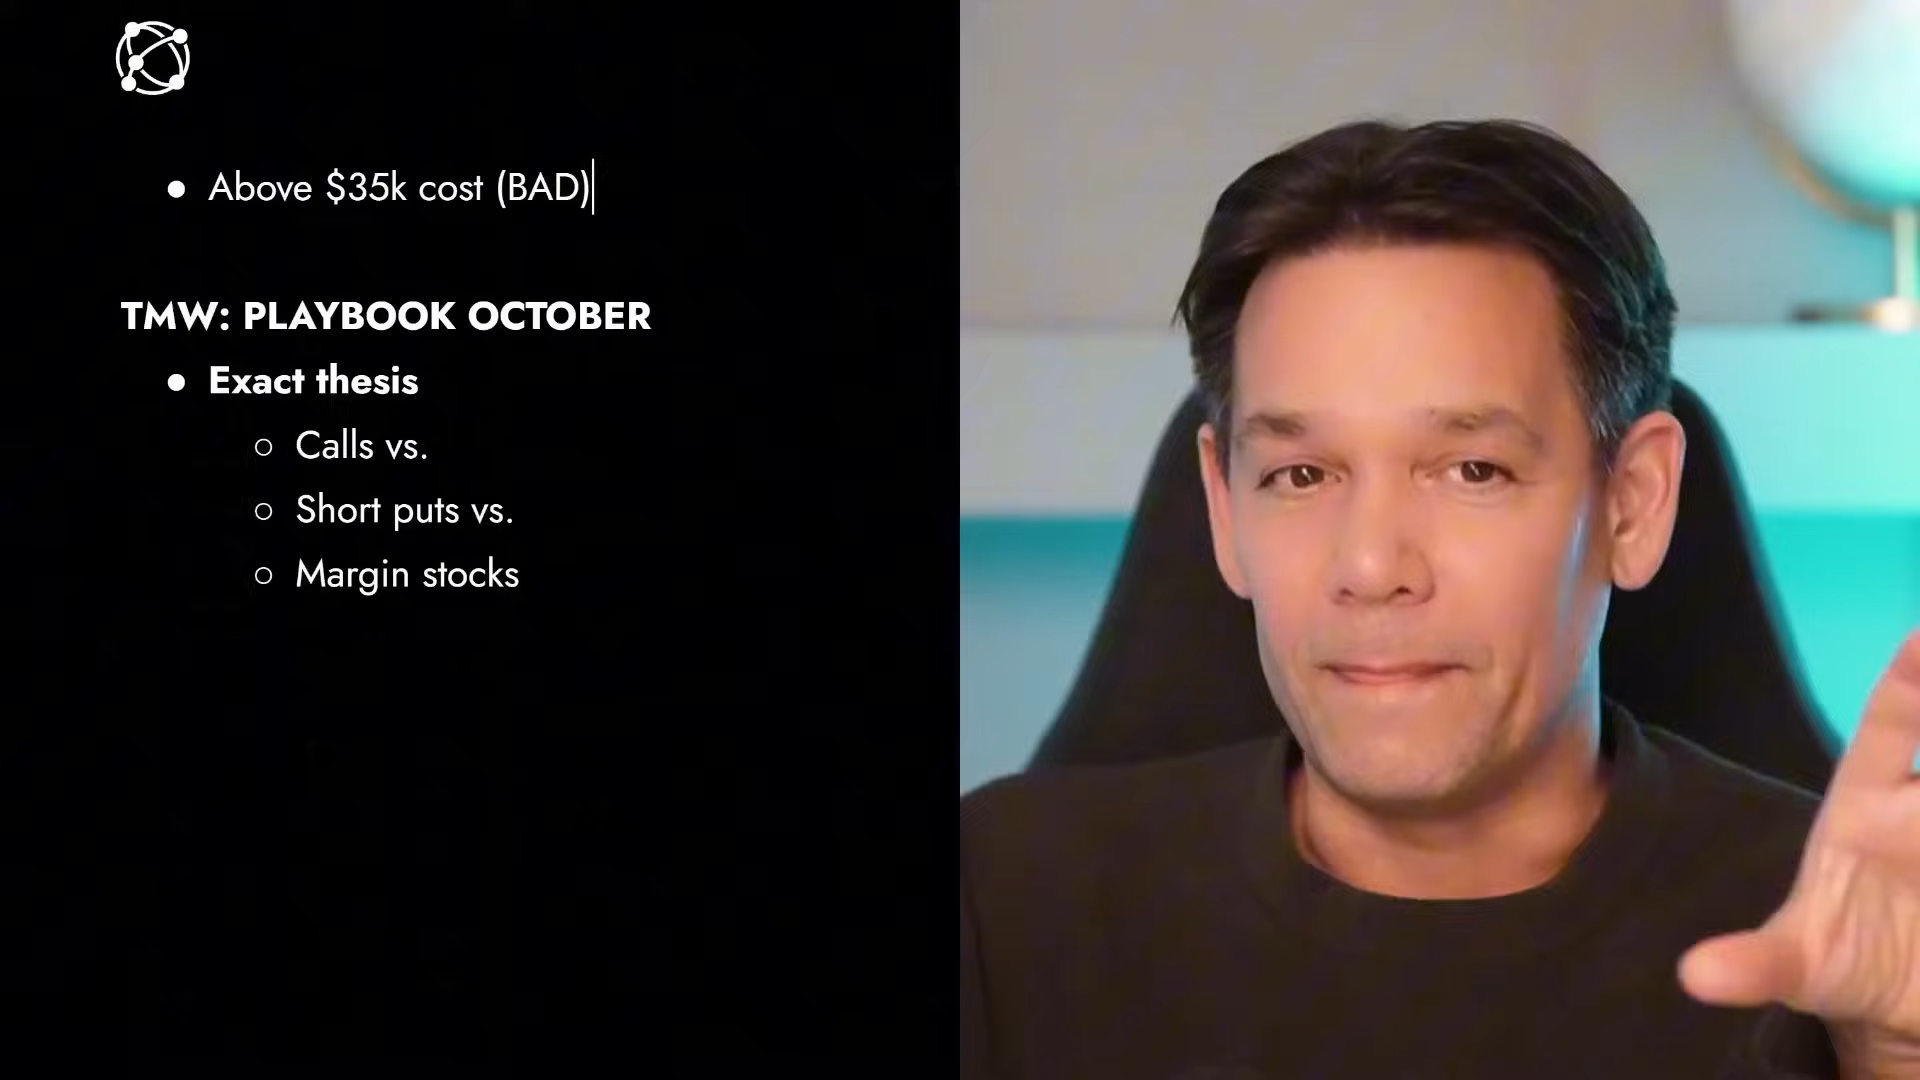 ● Above $35k cost (BAD)
TMW: PLAYBOOK OCTOBER
● Exact thesis
○ Calls vs.
○ Short puts vs.
○ Margin stocks